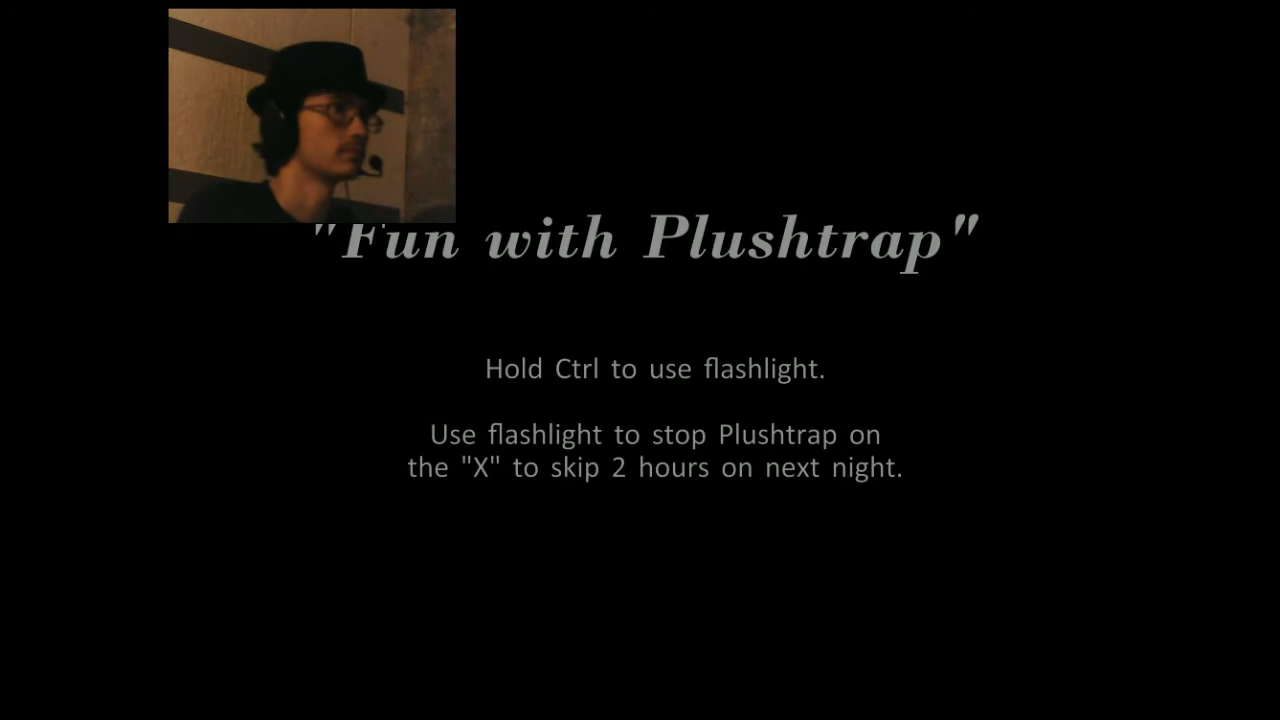 "Fun with Plushtrap"
Hold Ctrl to use flashlight.
Use flashlight to stop Plushtrap on
the "X" to skip 2 hours on next night.